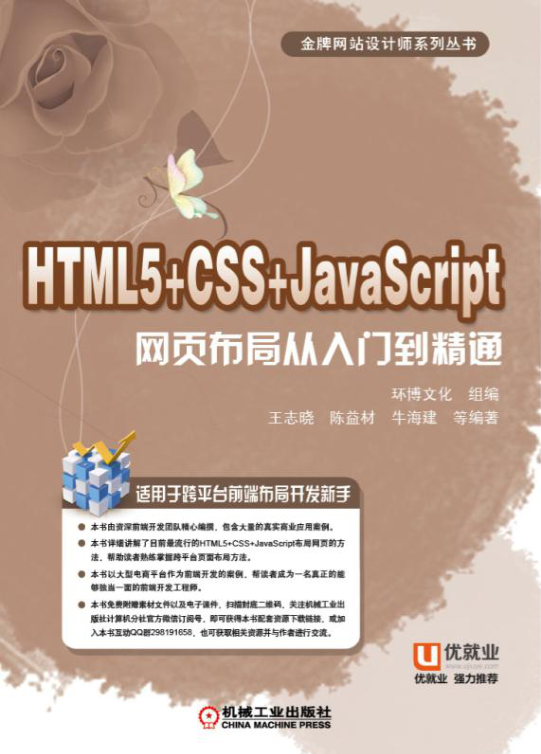 金牌网站设计师系列丛书
HTML5+CSS+JavaScript
网页布局从入门到精通
环博文化 组编
王志晓 陈益材 牛海建 等编著
适用于跨平台前端布局开发新手
● 本书由资深前端开发团队精心编撰，包含大量的真实商业应用案例。
● 本书详细讲解了目前最流行的HTML5+CSS+JavaScript布局网页的方
法，帮助读者熟练掌握跨平台页面布局方法。
● 本书以大型电商平台作为前端开发的案例，帮读者成为一名真正的能
够独当一面的前端开发工程师。
● 本书免费附赠素材文件以及电子课件，扫描封底二维码，关注机械工业出
版社计算机分社官方微信订阅号，即可获得本书配套资源下载链接，或加
入本书互动QQ群298191658，也可获取相关资源并与作者进行交流。
优就业
www.ujiuye.com
优就业 强力推荐
机械工业出版社
CHINA MACHINE PRESS